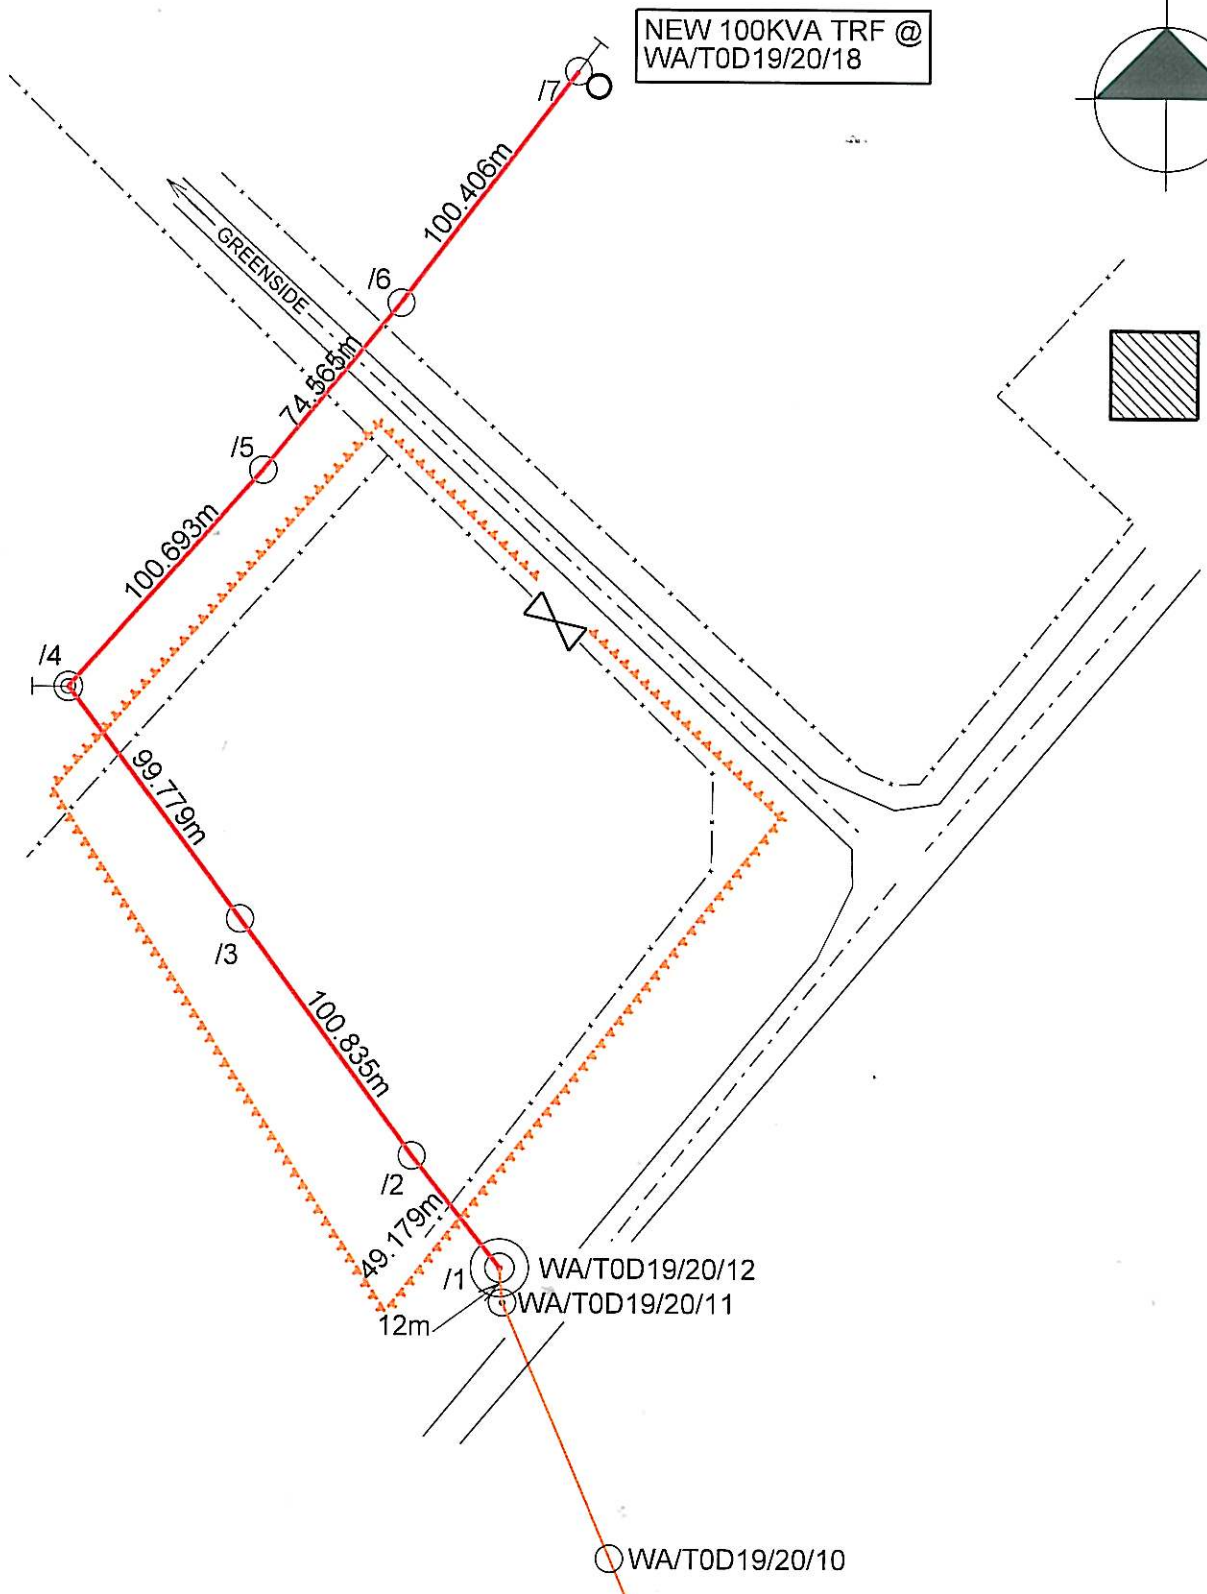 NEW 100KVA TRF @
WA/T0D19/20/18
/7
100.406m
GREENSIDE
/6
74.565m
/5
100.693m
/4
99.779m
/3
100.835m
/2
49.179m
/1
WA/T0D19/20/12
WA/T0D19/20/11
12m
WA/T0D19/20/10